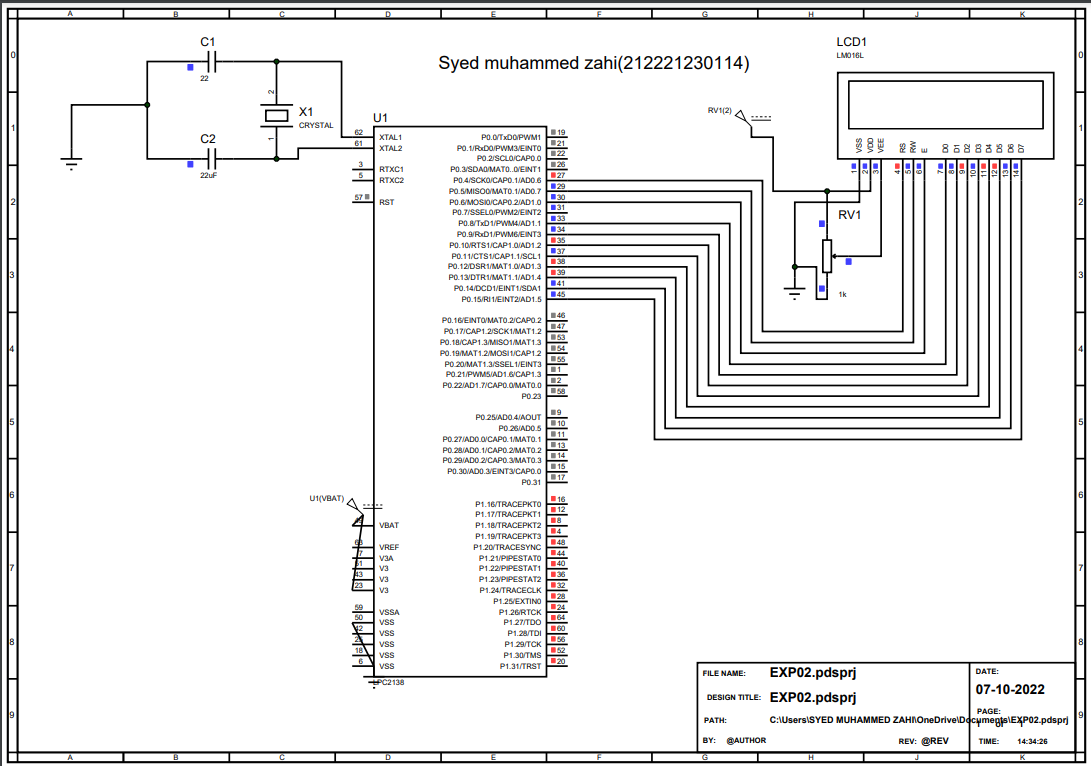 A B C D E F G H J K
0 0
1 1
2 2
3 3
4 4
5 5
6 6
7 7
8 8
9 9
A B C D E F G H J K
Syed muhammed zahi(212221230114)
C1
22
C2
22uF
X1
CRYSTAL
2
1
U1
62 XTAL1
61 XTAL2
3 RTXC1
5 RTXC2
57 RST
U1(VBAT)
49 VBAT
63 VREF
7 V3A
51 V3
43 V3
23 V3
59 VSSA
50 VSS
42 VSS
25 VSS
18 VSS
6 VSS
LPC2138
P0.0/TxD0/PWM1 19
P0.1/RxD0/PWM3/EINT0 21
P0.2/SCL0/CAP0.0 22
P0.3/SDA0/MAT0..0/EINT1 26
P0.4/SCK0/CAP0.1/AD0.6 27
P0.5/MISO0/MAT0.1/AD0.7 29
P0.6/MOSI0/CAP0.2/AD1.0 30
P0.7/SSEL0/PWM2/EINT2 31
P0.8/TxD1/PWM4/AD1.1 33
P0.9/RxD1/PWM6/EINT3 34
P0.10/RTS1/CAP1.0/AD1.2 35
P0.11/CTS1/CAP1.1/SCL1 37
P0.12/DSR1/MAT1.0/AD1.3 38
P0.13/DTR1/MAT1.1/AD1.4 39
P0.14/DCD1/EINT1/SDA1 41
P0.15/RI1/EINT2/AD1.5 45
P0.16/EINT0/MAT0.2/CAP0.2 46
P0.17/CAP1.2/SCK1/MAT1.2 47
P0.18/CAP1.3/MISO1/MAT1.3 53
P0.19/MAT1.2/MOSI1/CAP1.2 54
P0.20/MAT1.3/SSEL1/EINT3 55
P0.21/PWM5/AD1.6/CAP1.3 1
P0.22/AD1.7/CAP0.0/MAT0.0 2
P0.23 58
P0.25/AD0.4/AOUT 9
P0.26/AD0.5 10
P0.27/AD0.0/CAP0.1/MAT0.1 11
P0.28/AD0.1/CAP0.2/MAT0.2 13
P0.29/AD0.2/CAP0.3/MAT0.3 14
P0.30/AD0.3/EINT3/CAP0.0 15
P0.31 17
P1.16/TRACEPKT0 16
P1.17/TRACEPKT1 12
P1.18/TRACEPKT2 8
P1.19/TRACEPKT3 4
P1.20/TRACESYNC 48
P1.21/PIPESTAT0 44
P1.22/PIPESTAT1 40
P1.23/PIPESTAT2 36
P1.24/TRACECLK 32
P1.25/EXTIN0 28
P1.26/RTCK 24
P1.27/TDO 64
P1.28/TDI 60
P1.29/TCK 56
P1.30/TMS 52
P1.31/TRST 20
RV1(2)
LCD1
LM016L
VSS VDD VEE RS RW E D0 D1 D2 D3 D4 D5 D6 D7
1 2 3 4 5 6 7 8 9 10 11 12 13 14
RV1
1k
FILE NAME: EXP02.pdsprj
DESIGN TITLE: EXP02.pdsprj
PATH: C:\Users\SYED MUHAMMED ZAHI\OneDrive\Documents\EXP02.pdsprj
BY: @AUTHOR REV: @REV
DATE:
07-10-2022
PAGE:
TIME: 14:34:26